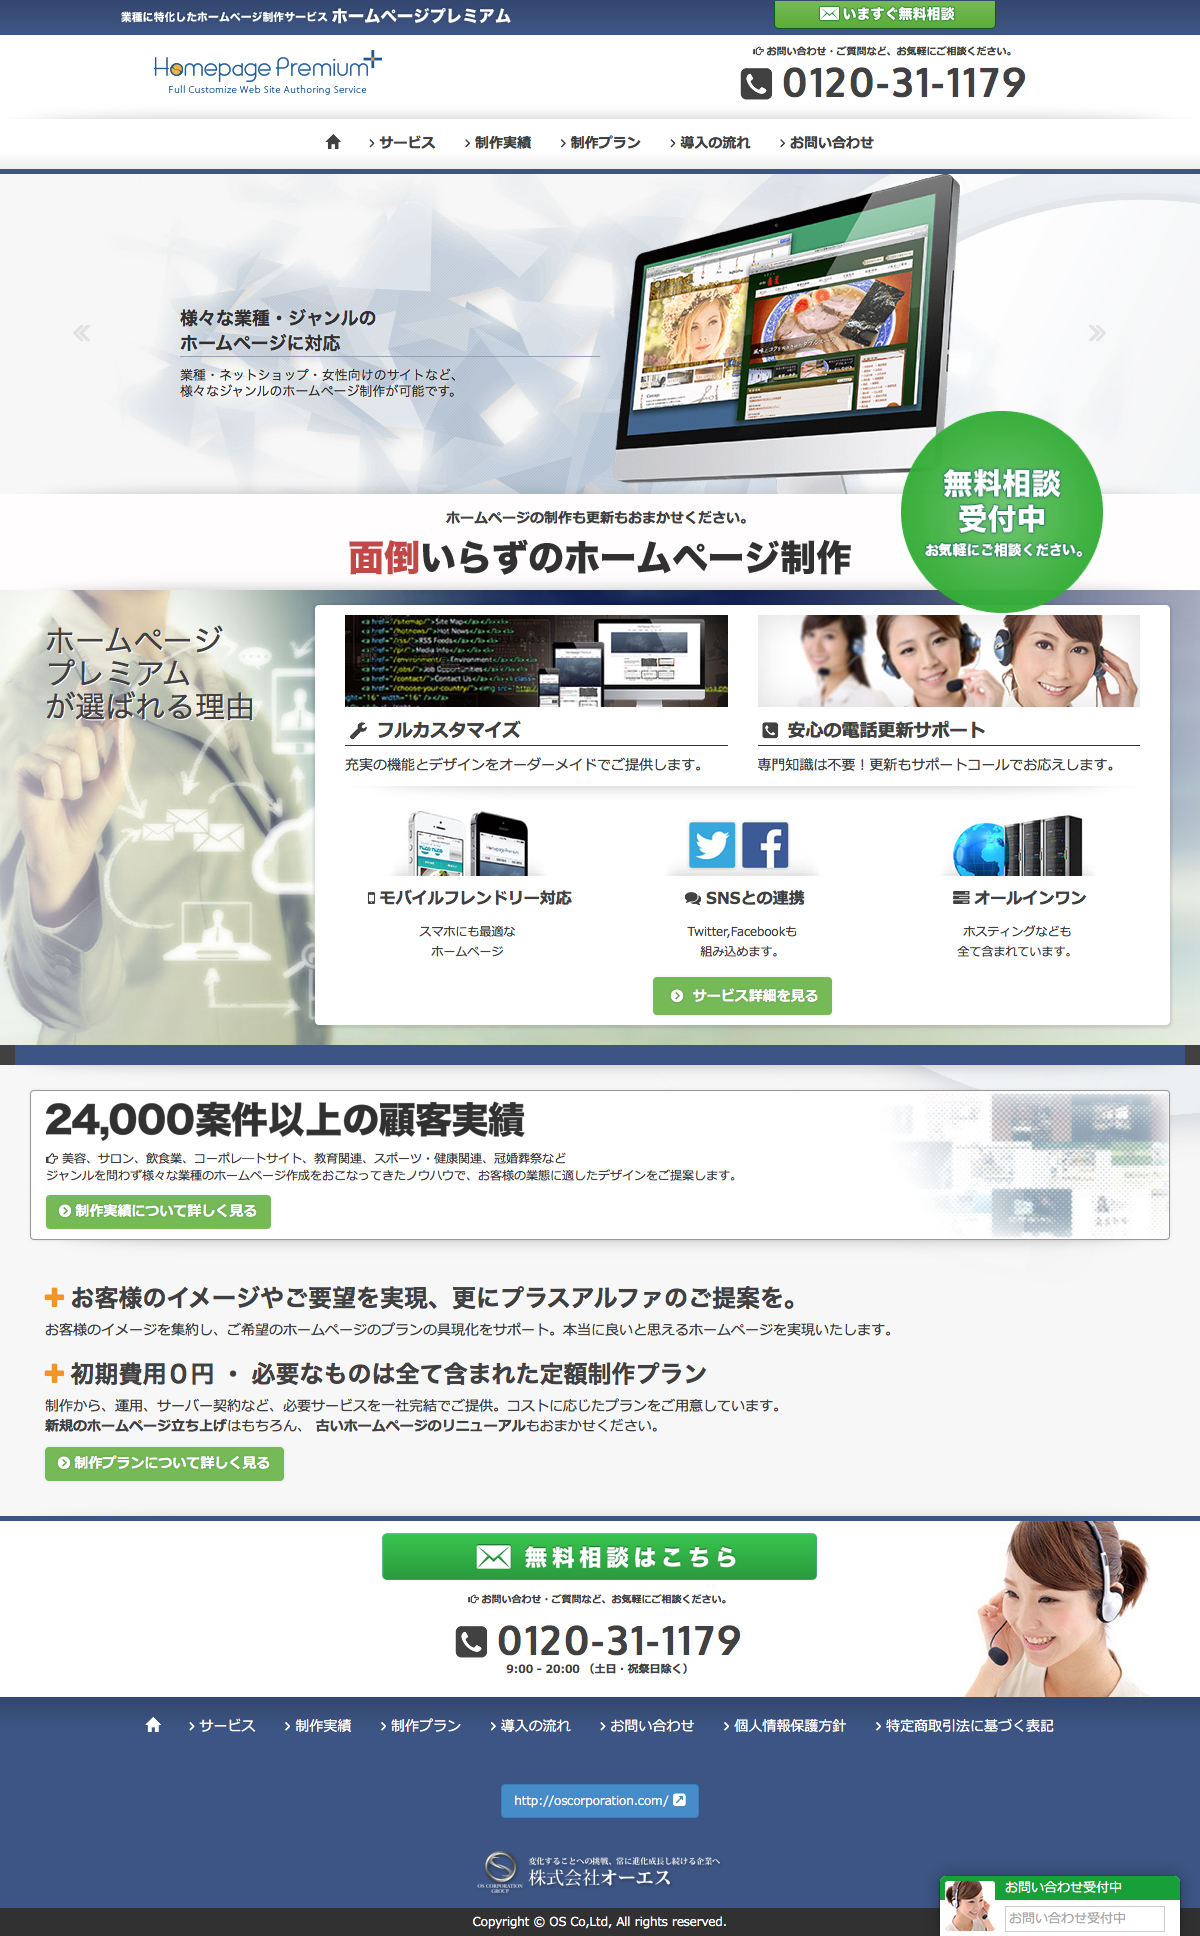 業種に特化したホームページ制作サービス ホームページプレミアム
いますぐ無料相談
Homepage Premium+
Full Customize Web Site Authoring Service
お問い合わせ・ご質問など、お気軽にご相談ください。
0120-31-1179
サービス
制作実績
制作プラン
導入の流れ
お問い合わせ
様々な業種・ジャンルの
ホームページに対応
業種・ネットショップ・女性向けのサイトなど、
様々なジャンルのホームページ制作が可能です。
無料相談
受付中
お気軽にご相談ください。
ホームページの制作も更新もおまかせください。
面倒いらずのホームページ制作
ホームページ
プレミアム
が選ばれる理由
フルカスタマイズ
充実の機能とデザインをオーダーメイドでご提供します。
安心の電話更新サポート
専門知識は不要！更新もサポートコールでお応えします。
モバイルフレンドリー対応
スマホにも最適な
ホームページ
SNSとの連携
Twitter,Facebookも
組み込めます。
オールインワン
ホスティングなども
全て含まれています。
サービス詳細を見る
24,000案件以上の顧客実績
美容、サロン、飲食業、コーポレートサイト、教育関連、スポーツ・健康関連、冠婚葬祭など
ジャンルを問わず様々な業種のホームページ作成をおこなってきたノウハウで、お客様の業態に適したデザインをご提案します。
制作実績について詳しく見る
お客様のイメージやご要望を実現、更にプラスアルファのご提案を。
お客様のイメージを集約し、ご希望のホームページのプランの具現化をサポート。本当に良いと思えるホームページを実現いたします。
初期費用０円 ・ 必要なものは全て含まれた定額制作プラン
制作から、運用、サーバー契約など、必要サービスを一社完結でご提供。コストに応じたプランをご用意しています。
新規のホームページ立ち上げはもちろん、 古いホームページのリニューアルもおまかせください。
制作プランについて詳しく見る
無料相談はこちら
お問い合わせ・ご質問など、お気軽にご相談ください。
0120-31-1179
9:00 - 20:00 （土日・祝祭日除く）
サービス
制作実績
制作プラン
導入の流れ
お問い合わせ
個人情報保護方針
特定商取引法に基づく表記
http://oscorporation.com/
変化することへの挑戦、常に進化成長し続ける企業へ
株式会社オーエス
OS CORPORATION
GROUP
Copyright © OS Co,Ltd, All rights reserved.
お問い合わせ受付中
お問い合わせ受付中